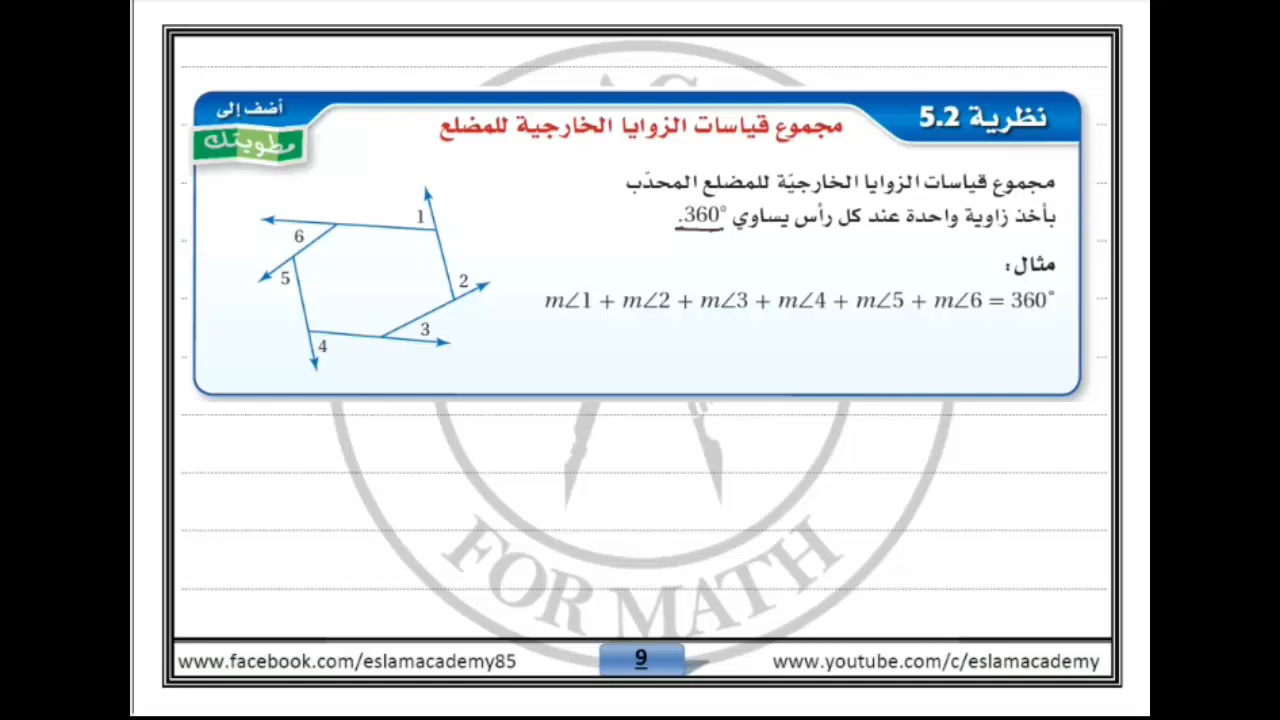 نظرية 5.2
مجموع قياسات الزوايا الخارجية للمضلع
أضف إلى
مطويتك
مجموع قياسات الزوايا الخارجيّة للمضلع المحدّب
بأخذ زاوية واحدة عند كل رأس يساوي 360°.
مثال:
m∠1 + m∠2 + m∠3 + m∠4 + m∠5 + m∠6 = 360°
1
6
5
2
3
4
FOR MATH
www.facebook.com/eslamacademy85
9
www.youtube.com/c/eslamacademy